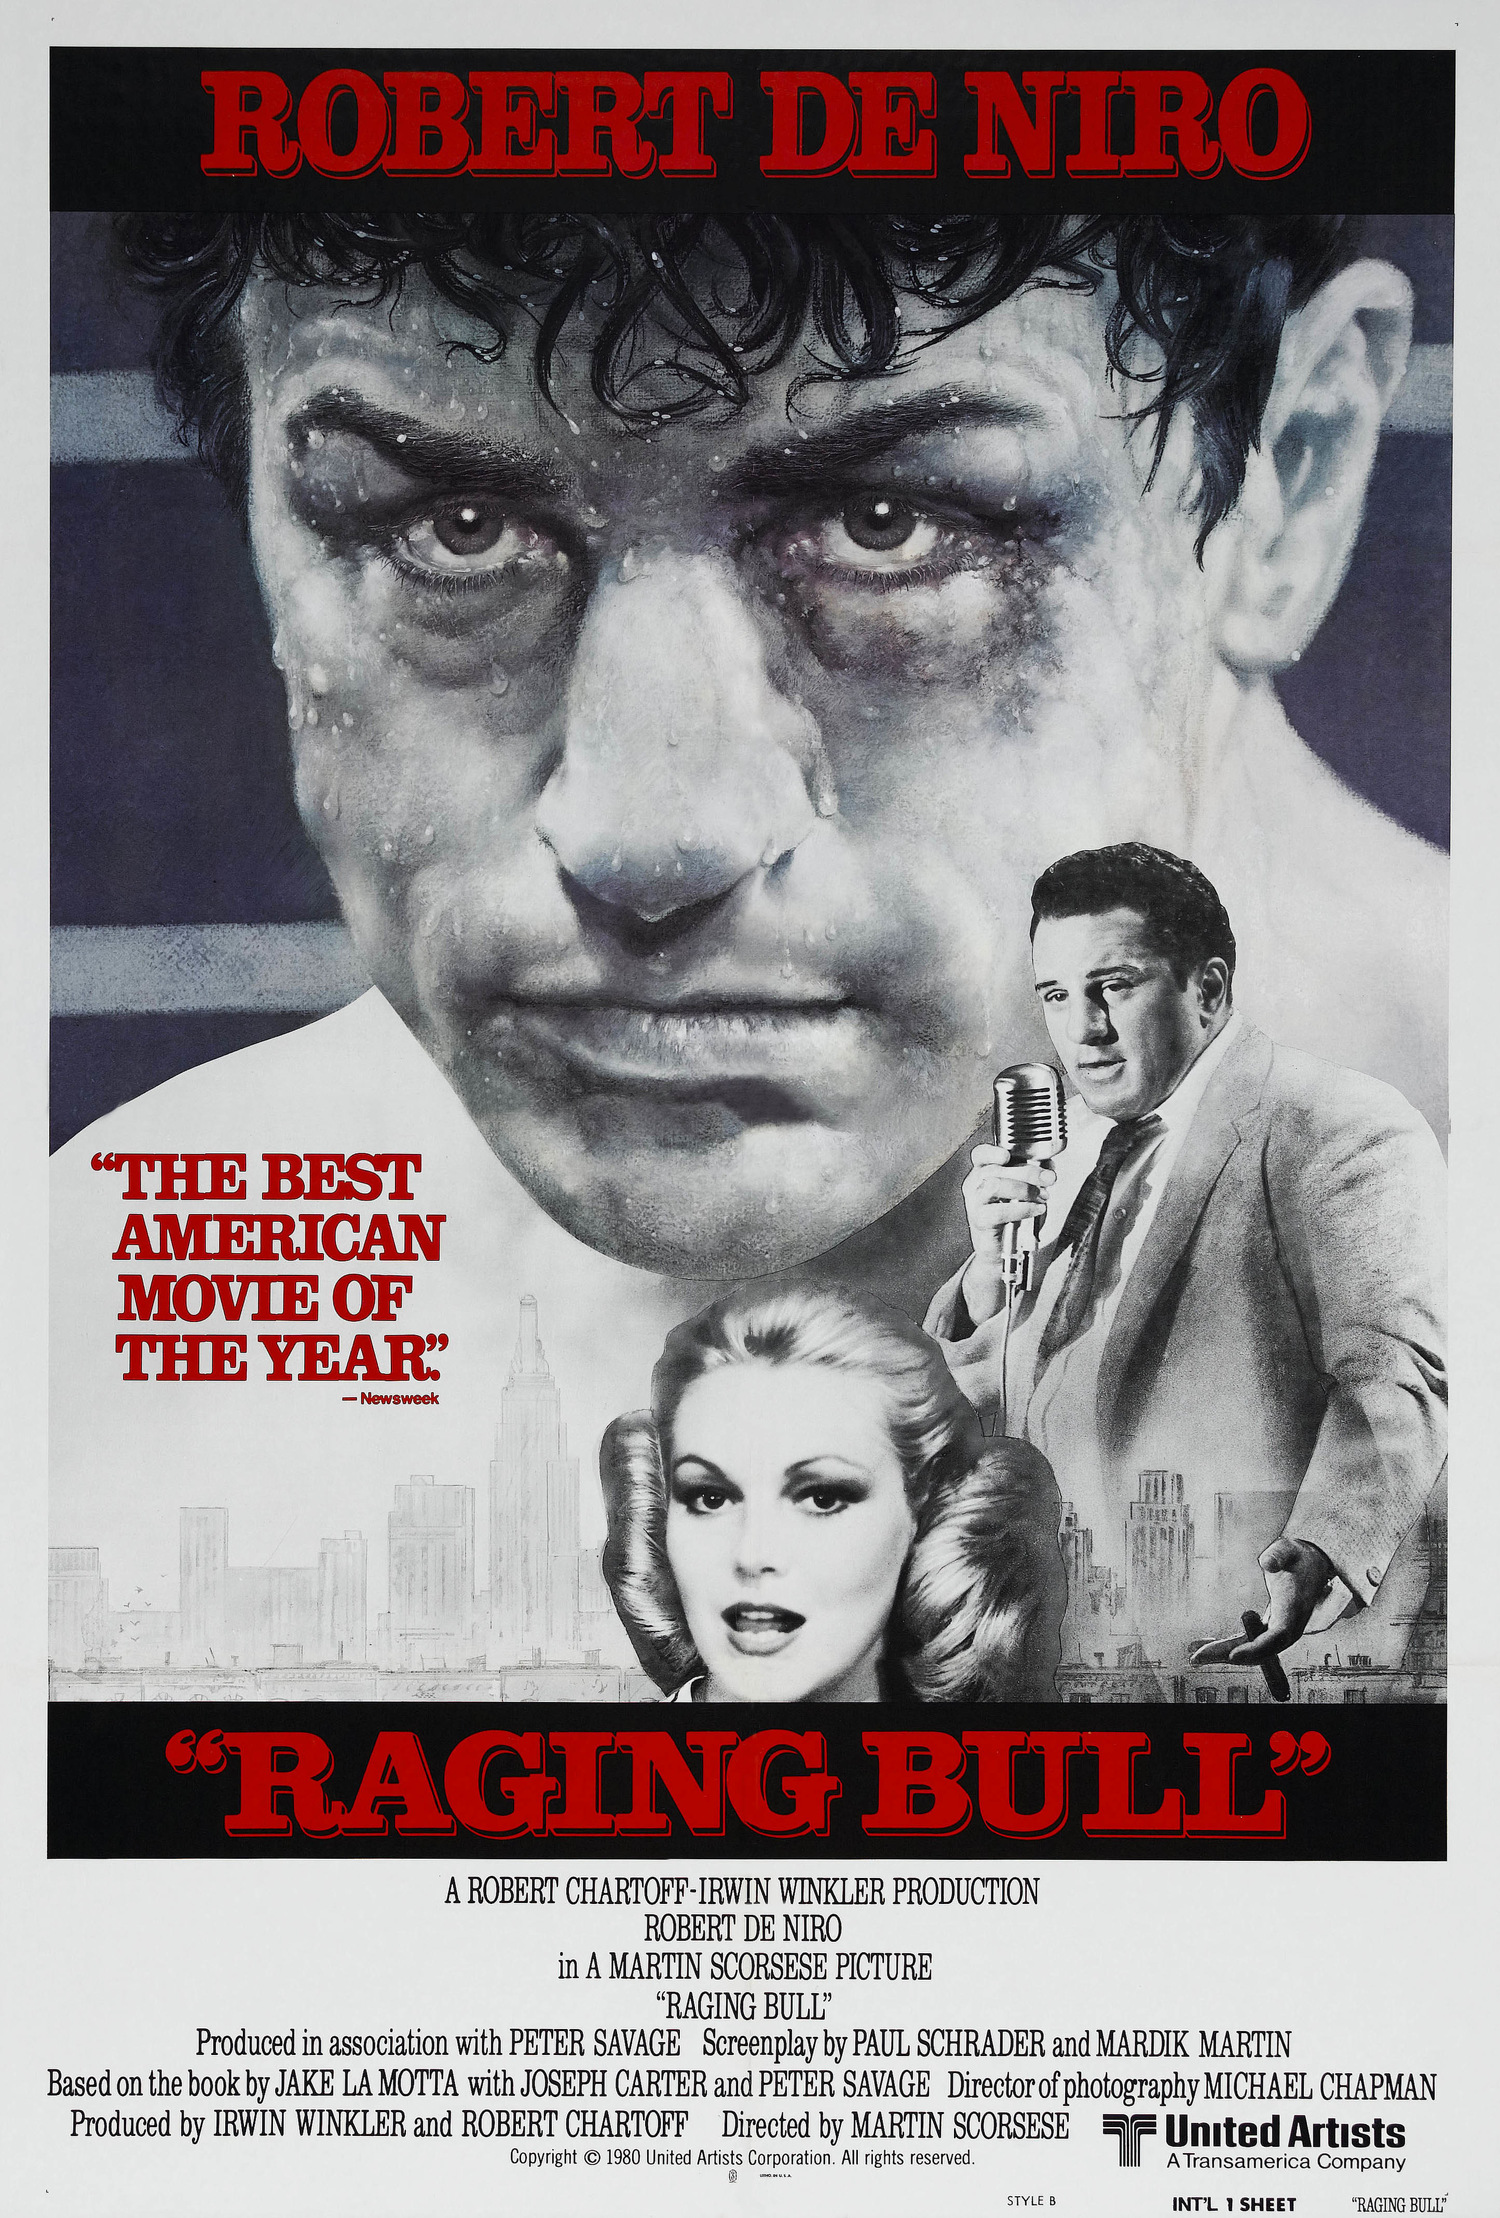 ROBERT DE NIRO
“THE BEST
AMERICAN
MOVIE OF
THE YEAR”.
— Newsweek
“RAGING BULL”
A ROBERT CHARTOFF-IRWIN WINKLER PRODUCTION
ROBERT DE NIRO
in A MARTIN SCORSESE PICTURE
“RAGING BULL”
Produced in association with PETER SAVAGE Screenplay by PAUL SCHRADER and MARDIK MARTIN
Based on the book by JAKE LA MOTTA with JOSEPH CARTER and PETER SAVAGE Director of photography MICHAEL CHAPMAN
Produced by IRWIN WINKLER and ROBERT CHARTOFF Directed by MARTIN SCORSESE
United Artists
A Transamerica Company
Copyright © 1980 United Artists Corporation. All rights reserved.
LITHO. IN U.S.A.
STYLE B INT'L 1 SHEET “RAGING BULL”